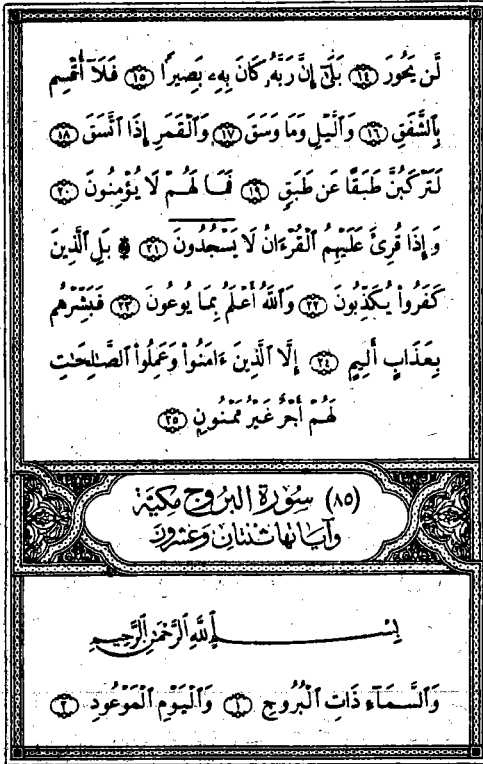 لَّن يَحُورَ ١٤ بَلَىٰٓ إِنَّ رَبَّهُۥ كَانَ بِهِۦ بَصِيرًا ١٥ فَلَآ أُقْسِمُ
بِٱلشَّفَقِ ١٦ وَٱلَّيْلِ وَمَا وَسَقَ ١٧ وَٱلْقَمَرِ إِذَا ٱتَّسَقَ ١٨
لَتَرْكَبُنَّ طَبَقًا عَن طَبَقٍ ١٩ فَمَا لَهُمْ لَا يُؤْمِنُونَ ٢٠
وَإِذَا قُرِئَ عَلَيْهِمُ ٱلْقُرْءَانُ لَا يَسْجُدُونَ ٢١ ۩ بَلِ ٱلَّذِينَ
كَفَرُوا۟ يُكَذِّبُونَ ٢٢ وَٱللَّهُ أَعْلَمُ بِمَا يُوعُونَ ٢٣ فَبَشِّرْهُم
بِعَذَابٍ أَلِيمٍ ٢٤ إِلَّا ٱلَّذِينَ ءَامَنُوا۟ وَعَمِلُوا۟ ٱلصَّـٰلِحَـٰتِ
لَهُمْ أَجْرٌ غَيْرُ مَمْنُونٍ ٢٥
(٨٥) سُورَة البُرُوج مَكيَّة
وَآيَاتهَا ثِنتَانِ وَعِشْرُونَ
بِسْمِ ٱللَّهِ ٱلرَّحْمَـٰنِ ٱلرَّحِيمِ
وَٱلسَّمَآءِ ذَاتِ ٱلْبُرُوجِ ١ وَٱلْيَوْمِ ٱلْمَوْعُودِ ٢